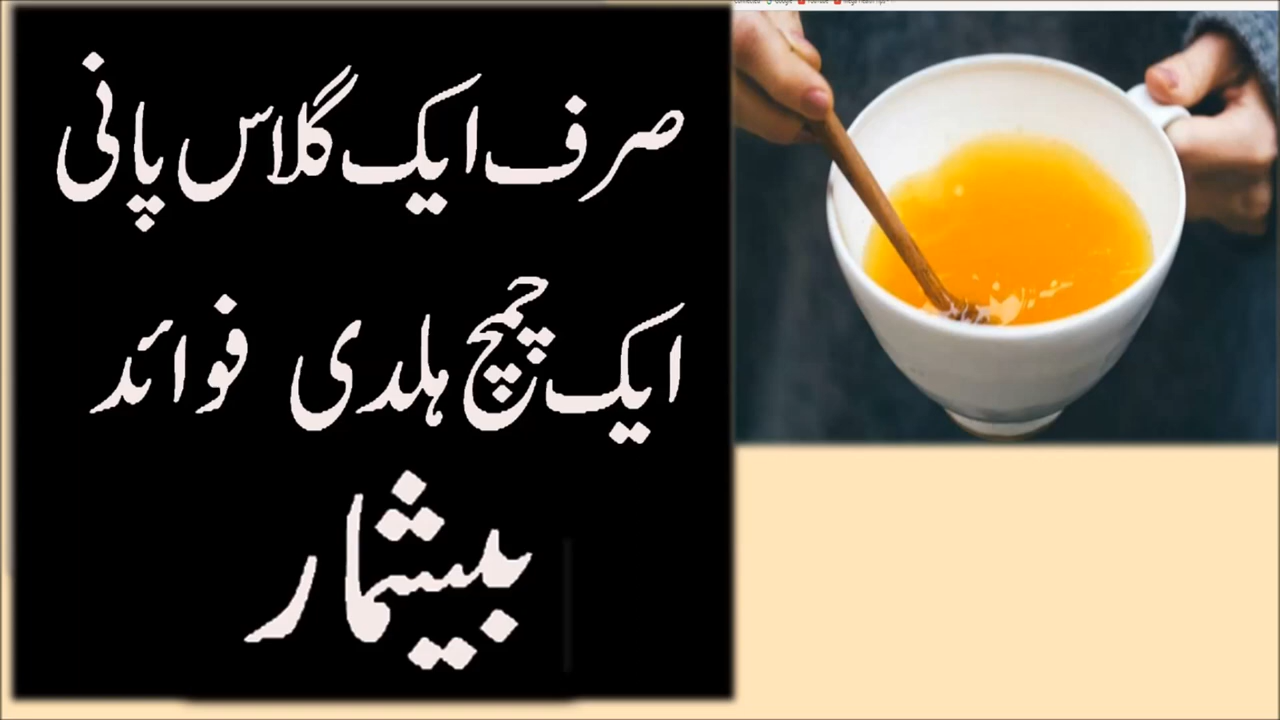 صرف ایک گلاس پانی
ایک چمچ ہلدی فوائد
بیشمار